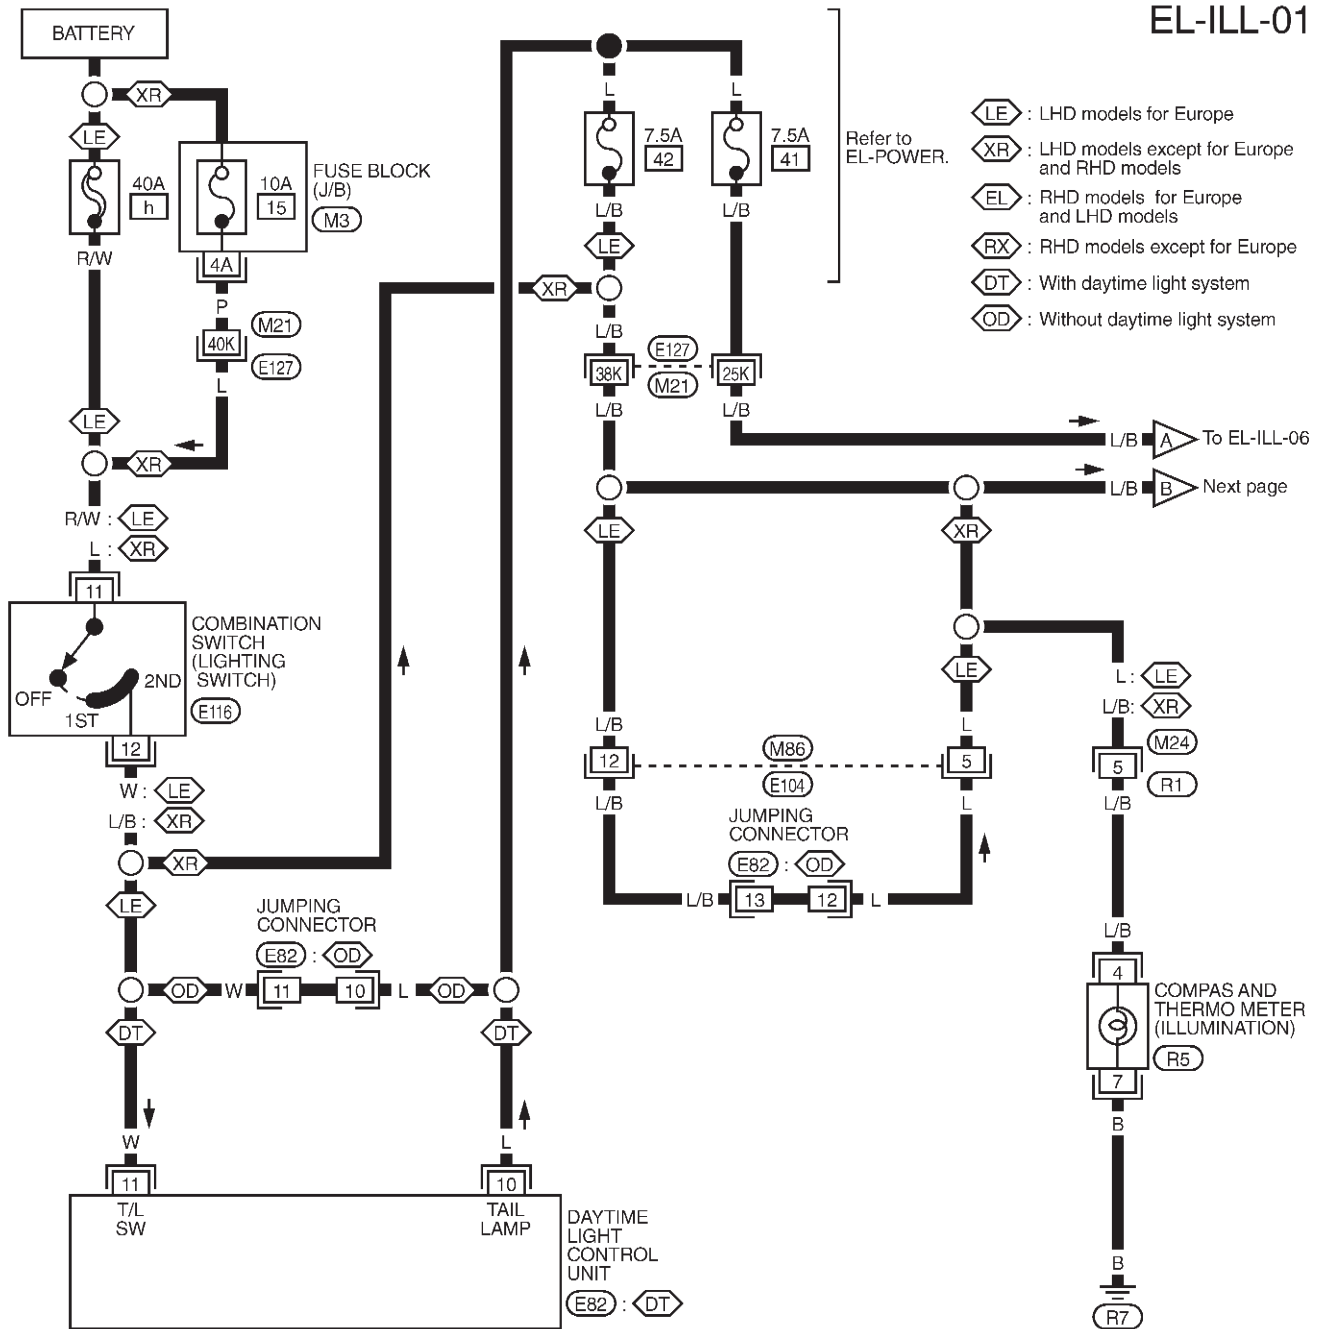 EL-ILL-01
BATTERY
XR
LE
40A
h
10A
15
FUSE BLOCK
(J/B)
M3
4A
R/W
P
M21
40K
E127
L
LE
XR
R/W : LE
L : XR
11
COMBINATION
SWITCH
(LIGHTING
SWITCH)
E116
OFF
1ST
2ND
12
W : LE
L/B : XR
XR
LE
JUMPING
CONNECTOR
E82 : OD
OD
W
11
10
L
OD
DT
DT
W
L
11
10
T/L
SW
TAIL
LAMP
DAYTIME
LIGHT
CONTROL
UNIT
E82 : DT
L
L
7.5A
42
7.5A
41
Refer to
EL-POWER.
L/B
L/B
LE
XR
L/B
E127
38K
25K
M21
L/B
L/B
L/B
A
To EL-ILL-06
L/B
B
Next page
LE
XR
LE
L : LE
L/B : XR
L/B
L
12
M86
5
E104
M24
5
R1
L/B
L
L/B
JUMPING
CONNECTOR
E82 : OD
L/B
13
12
L
L/B
4
COMPAS AND
THERMO METER
(ILLUMINATION)
R5
7
B
B
R7
LE : LHD models for Europe
XR : LHD models except for Europe
and RHD models
EL : RHD models for Europe
and LHD models
RX : RHD models except for Europe
DT : With daytime light system
OD : Without daytime light system